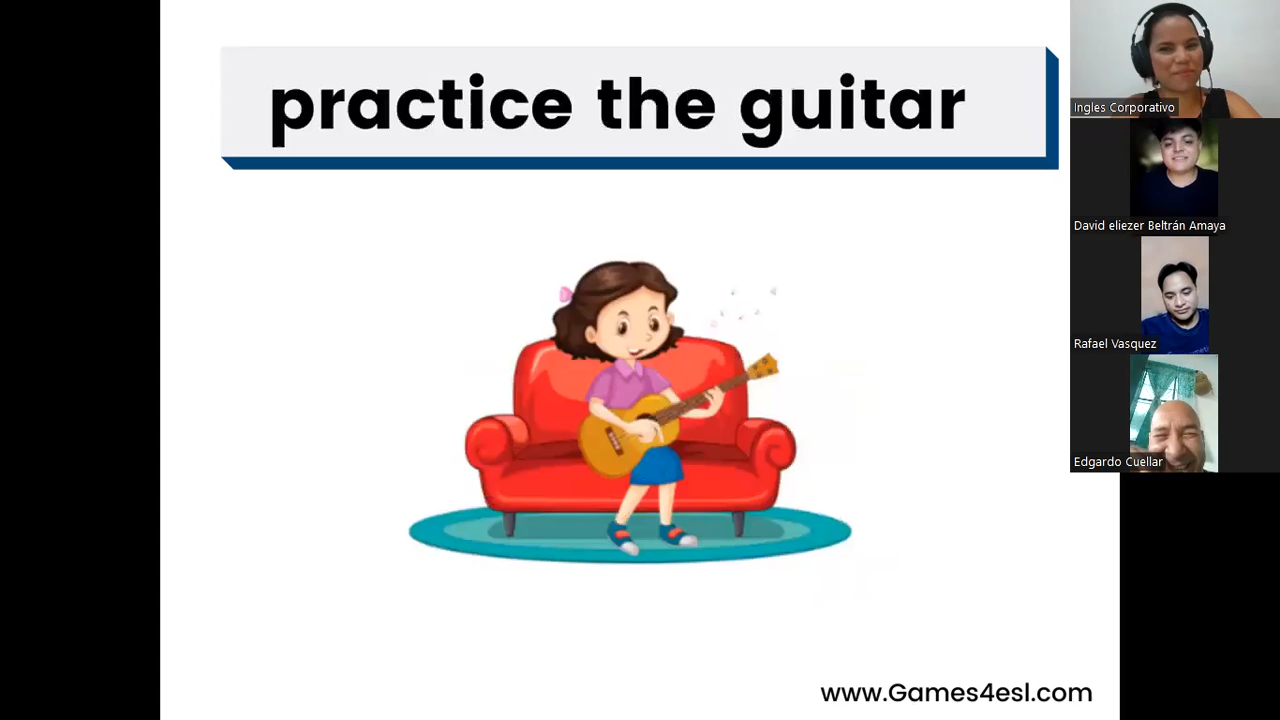 practice the guitar
Ingles Corporativo
David eliezer Beltrán Amaya
Rafael Vasquez
Edgardo Cuellar
www.Games4esl.com